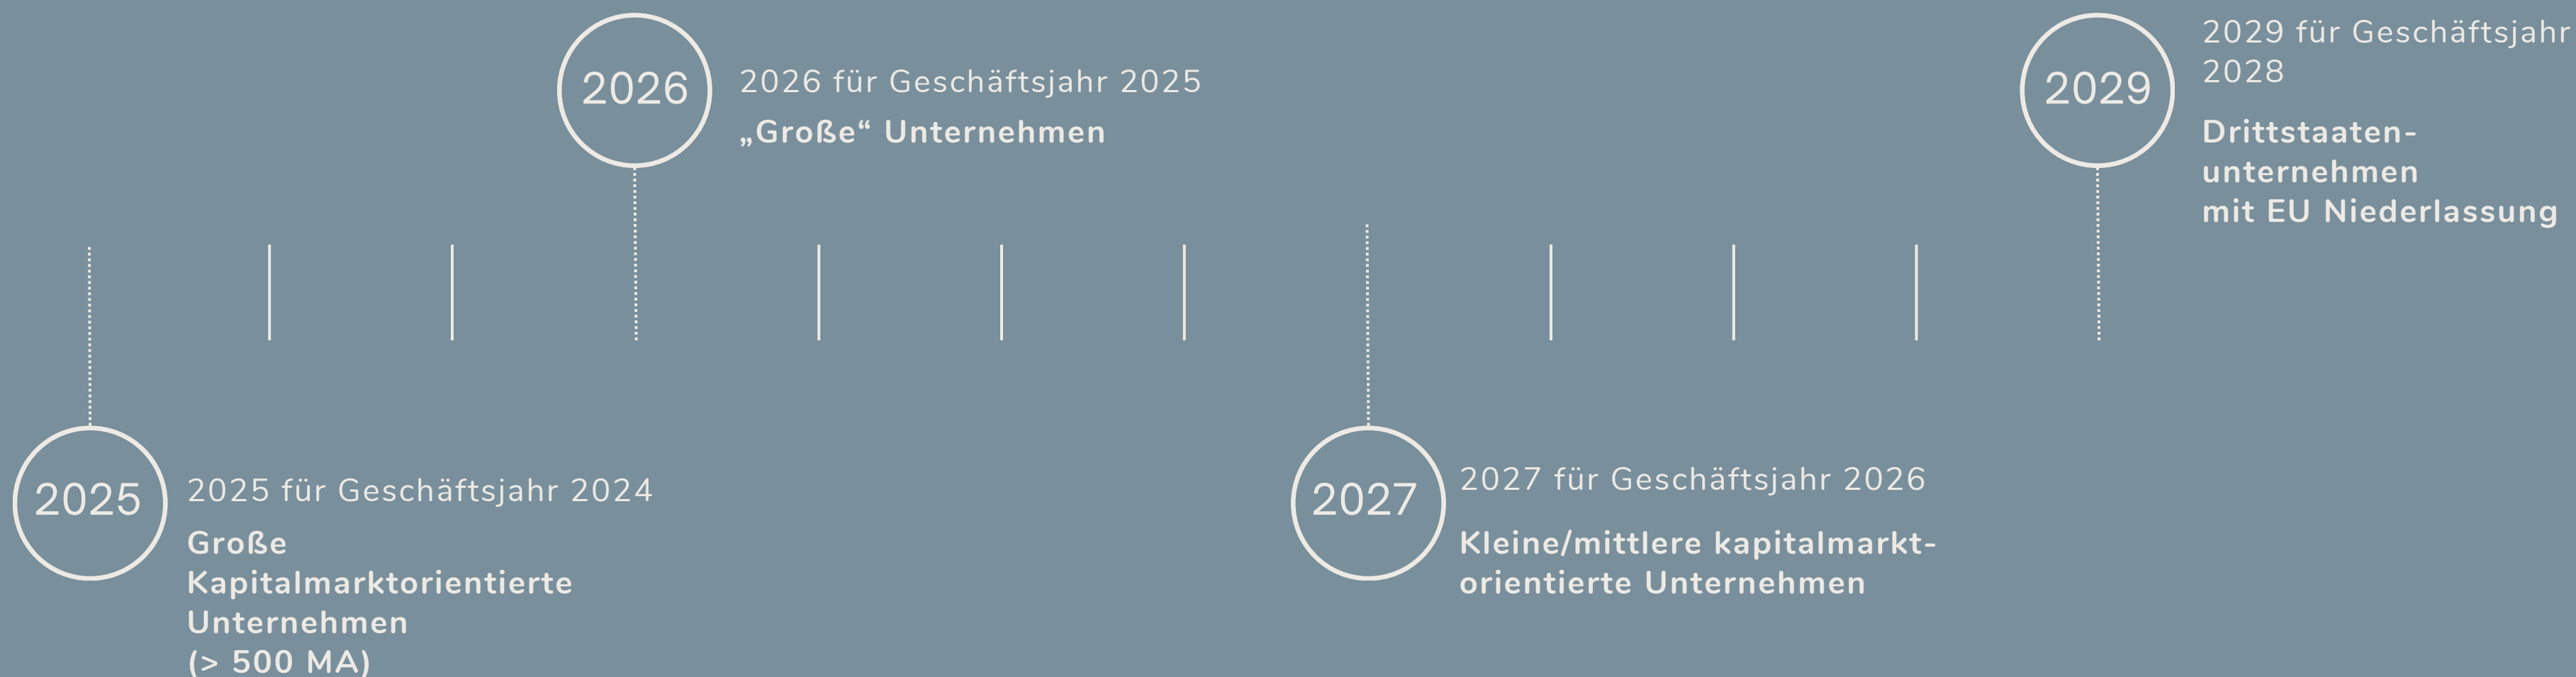 2025
2025 für Geschäftsjahr 2024
Große
Kapitalmarktorientierte
Unternehmen
(> 500 MA)
2026
2026 für Geschäftsjahr 2025
„Große“ Unternehmen
2027
2027 für Geschäftsjahr 2026
Kleine/mittlere kapitalmarkt-
orientierte Unternehmen
2029
2029 für Geschäftsjahr
2028
Drittstaaten-
unternehmen
mit EU Niederlassung